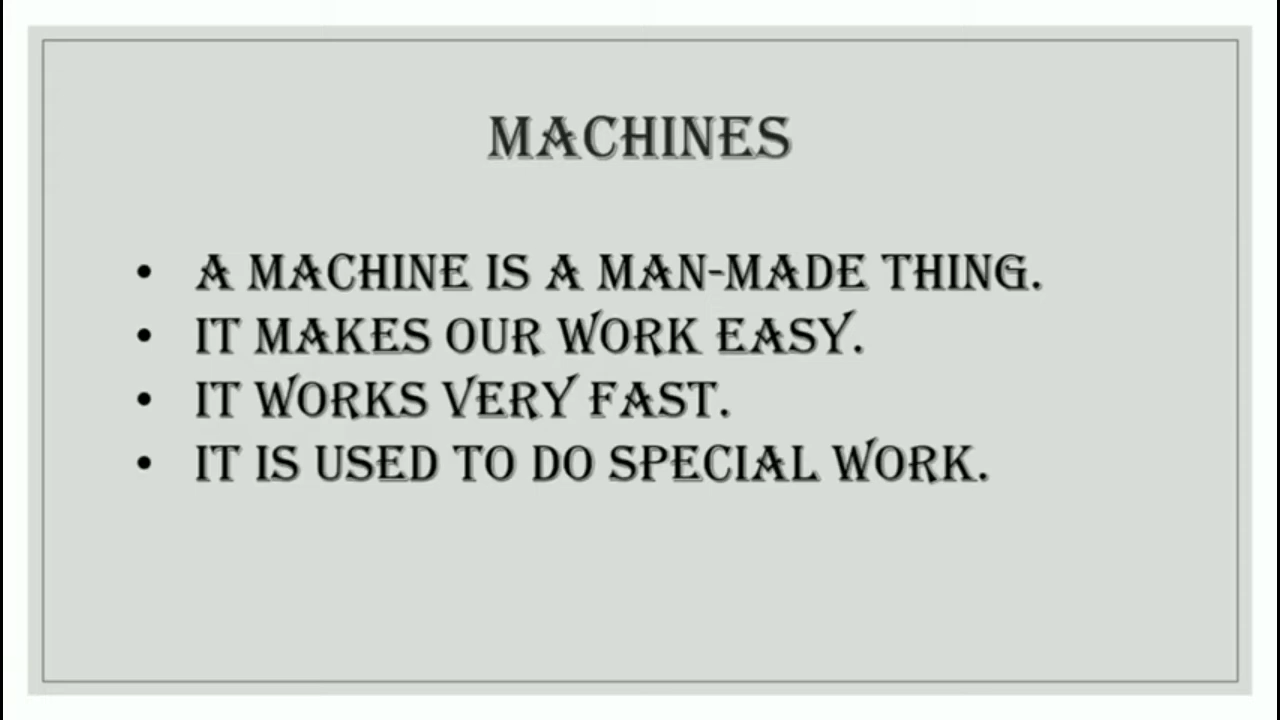 MACHINES
• A MACHINE IS A MAN-MADE THING.
• IT MAKES OUR WORK EASY.
• IT WORKS VERY FAST.
• IT IS USED TO DO SPECIAL WORK.